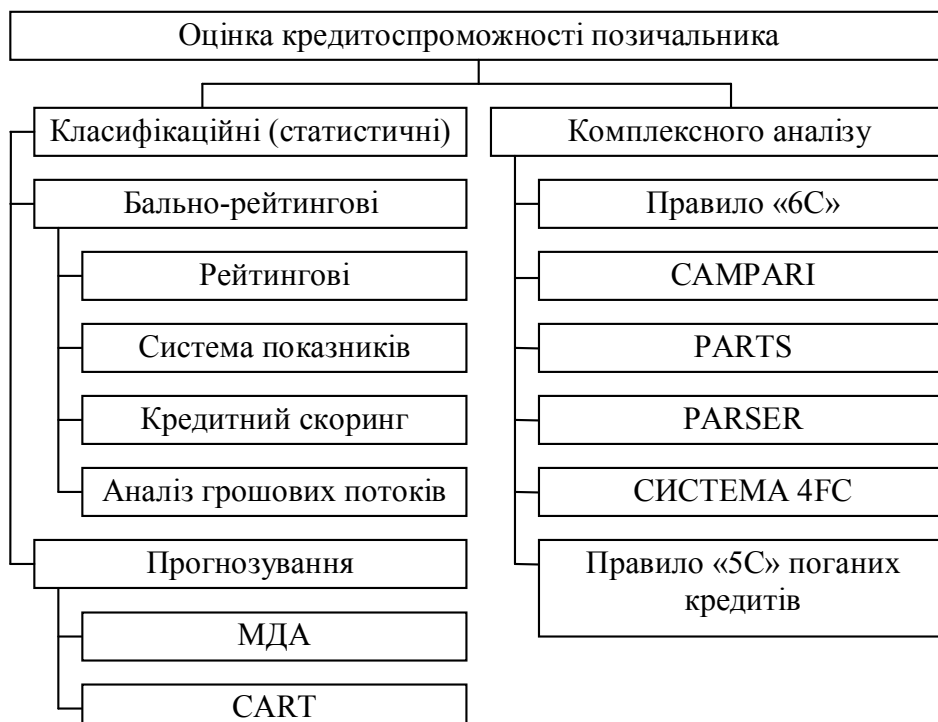 Оцінка кредитоспроможності позичальника
Класифікаційні (статистичні)
Бально-рейтингові
Рейтингові
Система показників
Кредитний скоринг
Аналіз грошових потоків
Прогнозування
МДА
CART
Комплексного аналізу
Правило «6С»
CAMPARI
PARTS
PARSER
СИСТЕМА 4FC
Правило «5С» поганих
кредитів